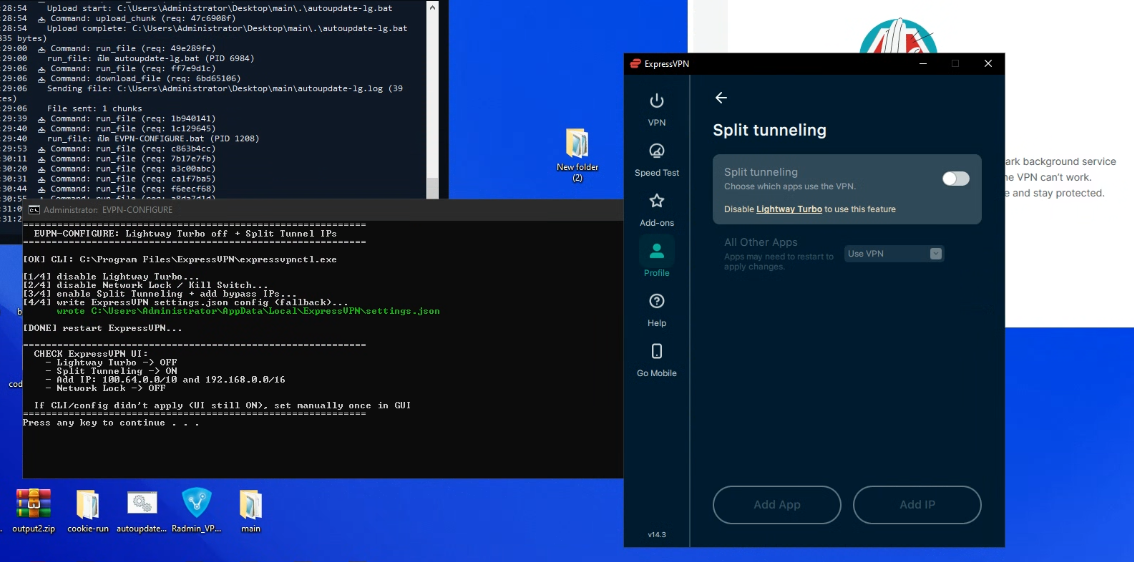 :28:54 Upload start: C:\Users\Administrator\Desktop\main\.\autoupdate-lg.bat
:28:54 Command: upload_chunk (req: 47c6908f)
:28:54 Upload complete: C:\Users\Administrator\Desktop\main\.\autoupdate-lg.bat
835 bytes)
:29:00 Command: run_file (req: 49e289fe)
:29:00 run_file: เปิด autoupdate-lg.bat (PID 6984)
:29:06 Command: run_file (req: ff7e9d1c)
:29:06 Command: download_file (req: 6bd65106)
:29:06 Sending file: C:\Users\Administrator\Desktop\main\autoupdate-lg.log (39
tes)
:29:06 File sent: 1 chunks
:29:39 Command: run_file (req: 1b940141)
:29:40 Command: run_file (req: 1c129645)
:29:40 run_file: เปิด EVPN-CONFIGURE.bat (PID 1208)
:29:53 Command: run_file (req: c863b4cc)
:30:11 Command: run_file (req: 7b17e7fb)
:30:20 Command: run_file (req: a3c00abc)
:30:31 Command: run_file (req: ca1f7ba5)
:30:44 Command: run_file (req: f6eecf68)
Administrator: EVPN-CONFIGURE
EVPN-CONFIGURE: Lightway Turbo off + Split Tunnel IPs
[OK] CLI: C:\Program Files\ExpressVPN\expressvpnctl.exe
[1/4] disable Lightway Turbo...
[2/4] disable Network Lock / Kill Switch...
[3/4] enable Split Tunneling + add bypass IPs...
[4/4] write ExpressVPN settings.json config (fallback)...
wrote C:\Users\Administrator\AppData\Local\ExpressVPN\settings.json
[DONE] restart ExpressVPN...
CHECK ExpressVPN UI:
- Lightway Turbo -> OFF
- Split Tunneling -> ON
- Add IP: 100.64.0.0/10 and 192.168.0.0/16
- Network Lock -> OFF
If CLI/config didn't apply (UI still ON), set manually once in GUI
Press any key to continue . . .
New folder
(2)
output2.zip
cookie-run
autoupdate...
Radmin_VP...
main
ExpressVPN
VPN
Speed Test
Add-ons
Profile
Help
Go Mobile
v14.3
Split tunneling
Split tunneling
Choose which apps use the VPN.
Disable Lightway Turbo to use this feature
All Other Apps
Apps may need to restart to
apply changes.
Use VPN
Add App
Add IP
ark background service
ne VPN can't work.
e and stay protected.